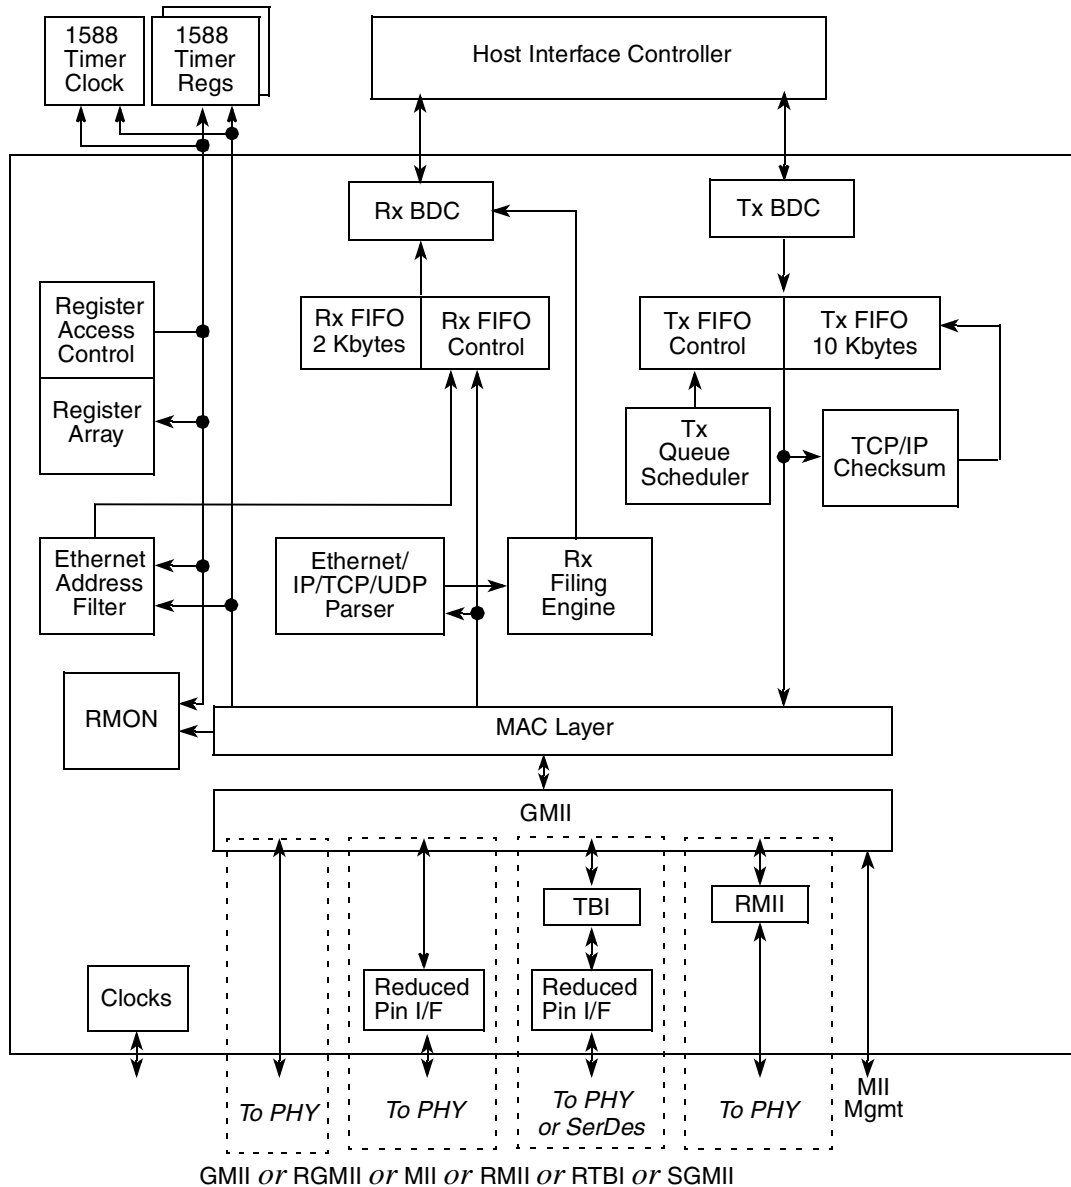 1588
Timer
Clock
1588
Timer
Regs
Host Interface Controller
Rx BDC
Tx BDC
Register
Access
Control
Register
Array
Rx FIFO
2 Kbytes
Rx FIFO
Control
Tx FIFO
Control
Tx FIFO
10 Kbytes
Tx
Queue
Scheduler
TCP/IP
Checksum
Ethernet
Address
Filter
Ethernet/
IP/TCP/UDP
Parser
Rx
Filing
Engine
RMON
MAC Layer
GMII
TBI
RMII
Clocks
Reduced
Pin I/F
Reduced
Pin I/F
To PHY
To PHY
To PHY
or SerDes
To PHY
MII
Mgmt
GMII or RGMII or MII or RMII or RTBI or SGMII